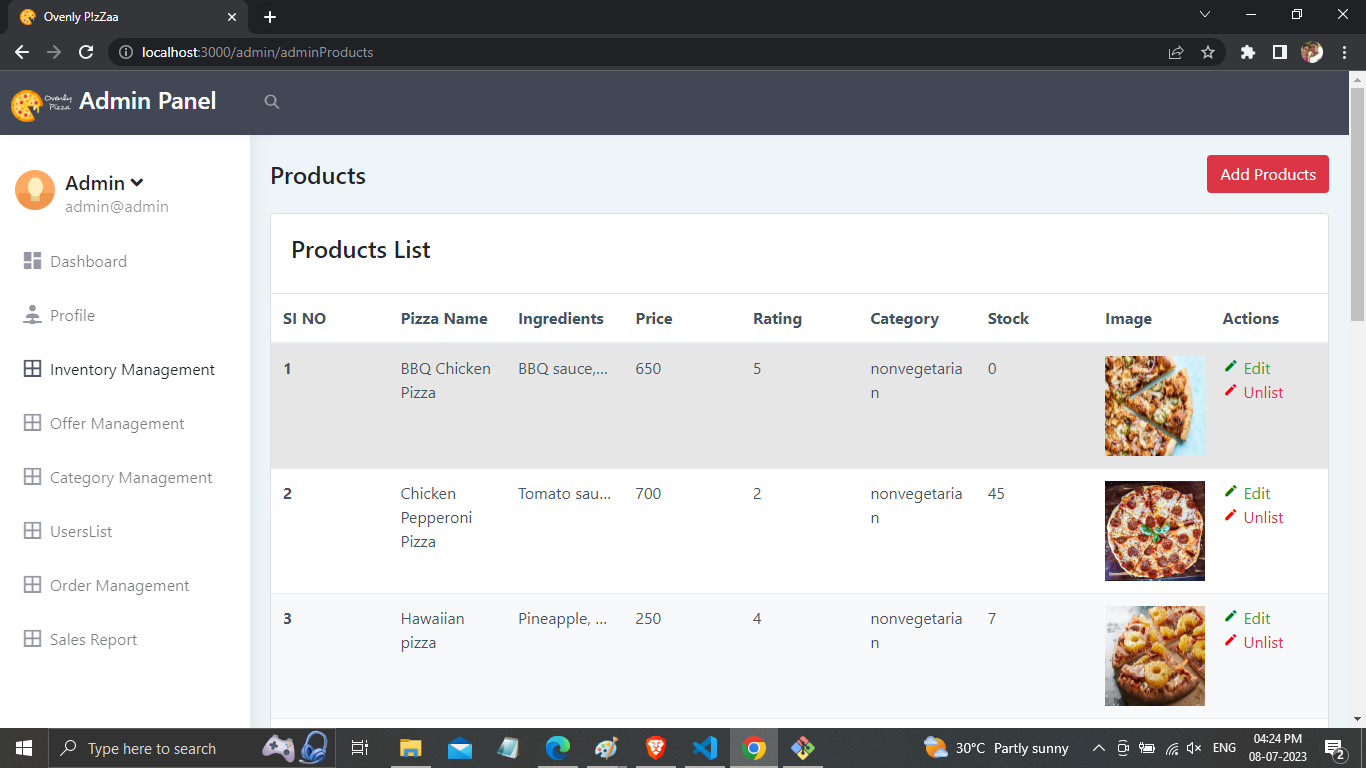 Ovenly P!zZaa
localhost:3000/admin/adminProducts
Ovenly Pizza
Admin Panel
Admin
admin@admin
Dashboard
Profile
Inventory Management
Offer Management
Category Management
UsersList
Order Management
Sales Report
Products
Add Products
Products List
SI NO Pizza Name Ingredients Price Rating Category Stock Image Actions
1 BBQ Chicken BBQ sauce,... 650 5 nonvegetaria 0 Edit
Pizza n Unlist
2 Chicken Tomato sau... 700 2 nonvegetaria 45 Edit
Pepperoni n Unlist
Pizza
3 Hawaiian Pineapple, ... 250 4 nonvegetaria 7 Edit
pizza n Unlist
Type here to search
30°C Partly sunny
ENG
04:24 PM
08-07-2023
2